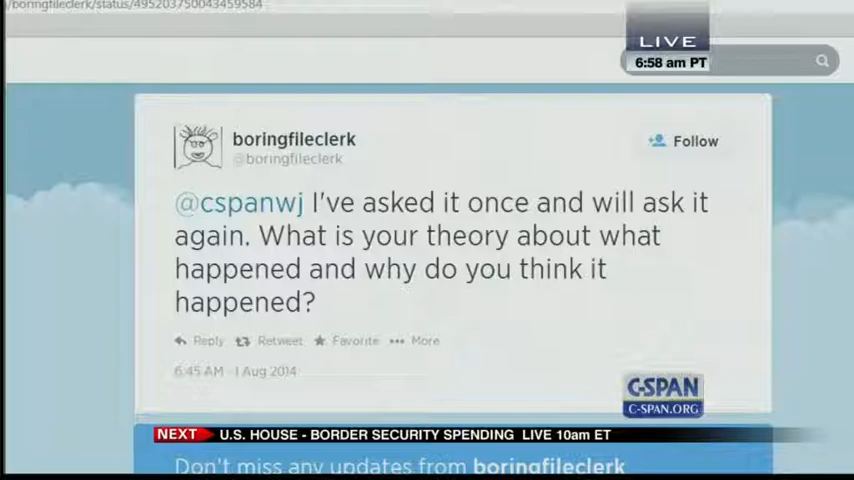 /boringfileclerk/status/495203750043459584
LIVE
6:58 am PT
boringfileclerk
@boringfileclerk
Follow
@cspanwj I've asked it once and will ask it
again. What is your theory about what
happened and why do you think it
happened?
Reply Retweet Favorite More
6:45 AM - 1 Aug 2014
C-SPAN
C-SPAN.ORG
NEXT U.S. HOUSE - BORDER SECURITY SPENDING LIVE 10am ET
Don't miss any updates from boringfileclerk